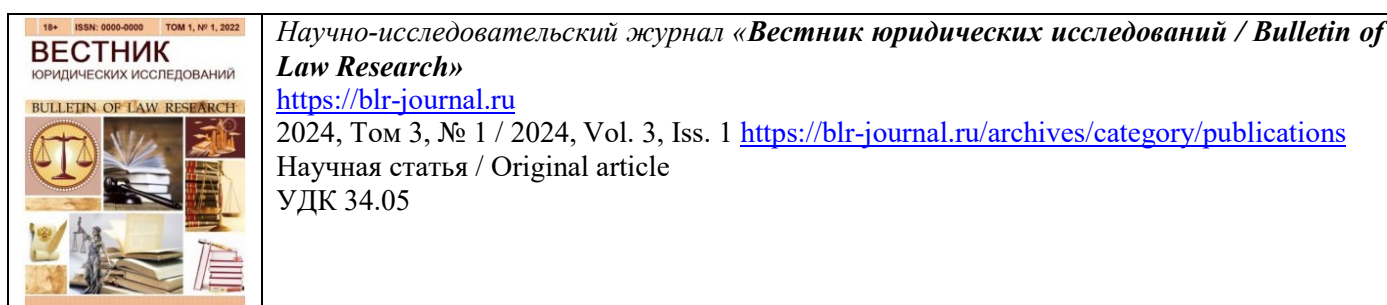 18+ ISSN: 0000-0000 ТОМ 1, № 1, 2022
ВЕСТНИК
ЮРИДИЧЕСКИХ ИССЛЕДОВАНИЙ
BULLETIN OF LAW RESEARCH
Научно-исследовательский журнал «Вестник юридических исследований / Bulletin of
Law Research»
https://blr-journal.ru
2024, Том 3, № 1 / 2024, Vol. 3, Iss. 1 https://blr-journal.ru/archives/category/publications
Научная статья / Original article
УДК 34.05